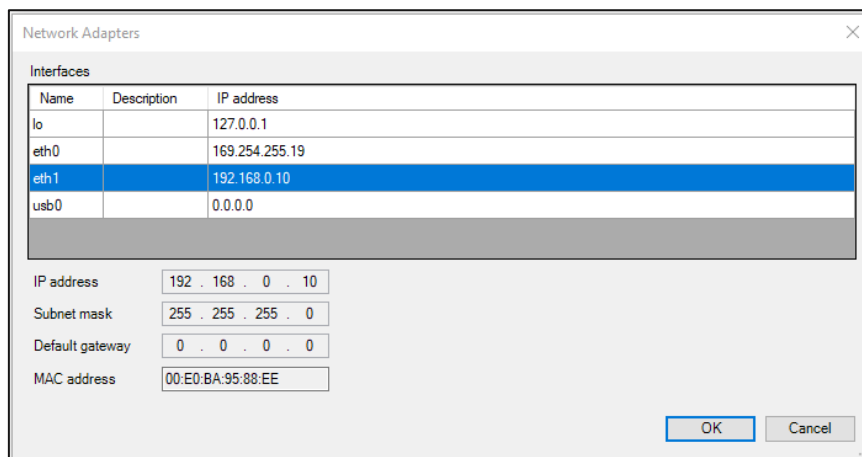 Network Adapters
Interfaces
Name Description IP address
lo 127.0.0.1
eth0 169.254.255.19
eth1 192.168.0.10
usb0 0.0.0.0
IP address 192 . 168 . 0 . 10
Subnet mask 255 . 255 . 255 . 0
Default gateway 0 . 0 . 0 . 0
MAC address 00:E0:BA:95:88:EE
OK Cancel